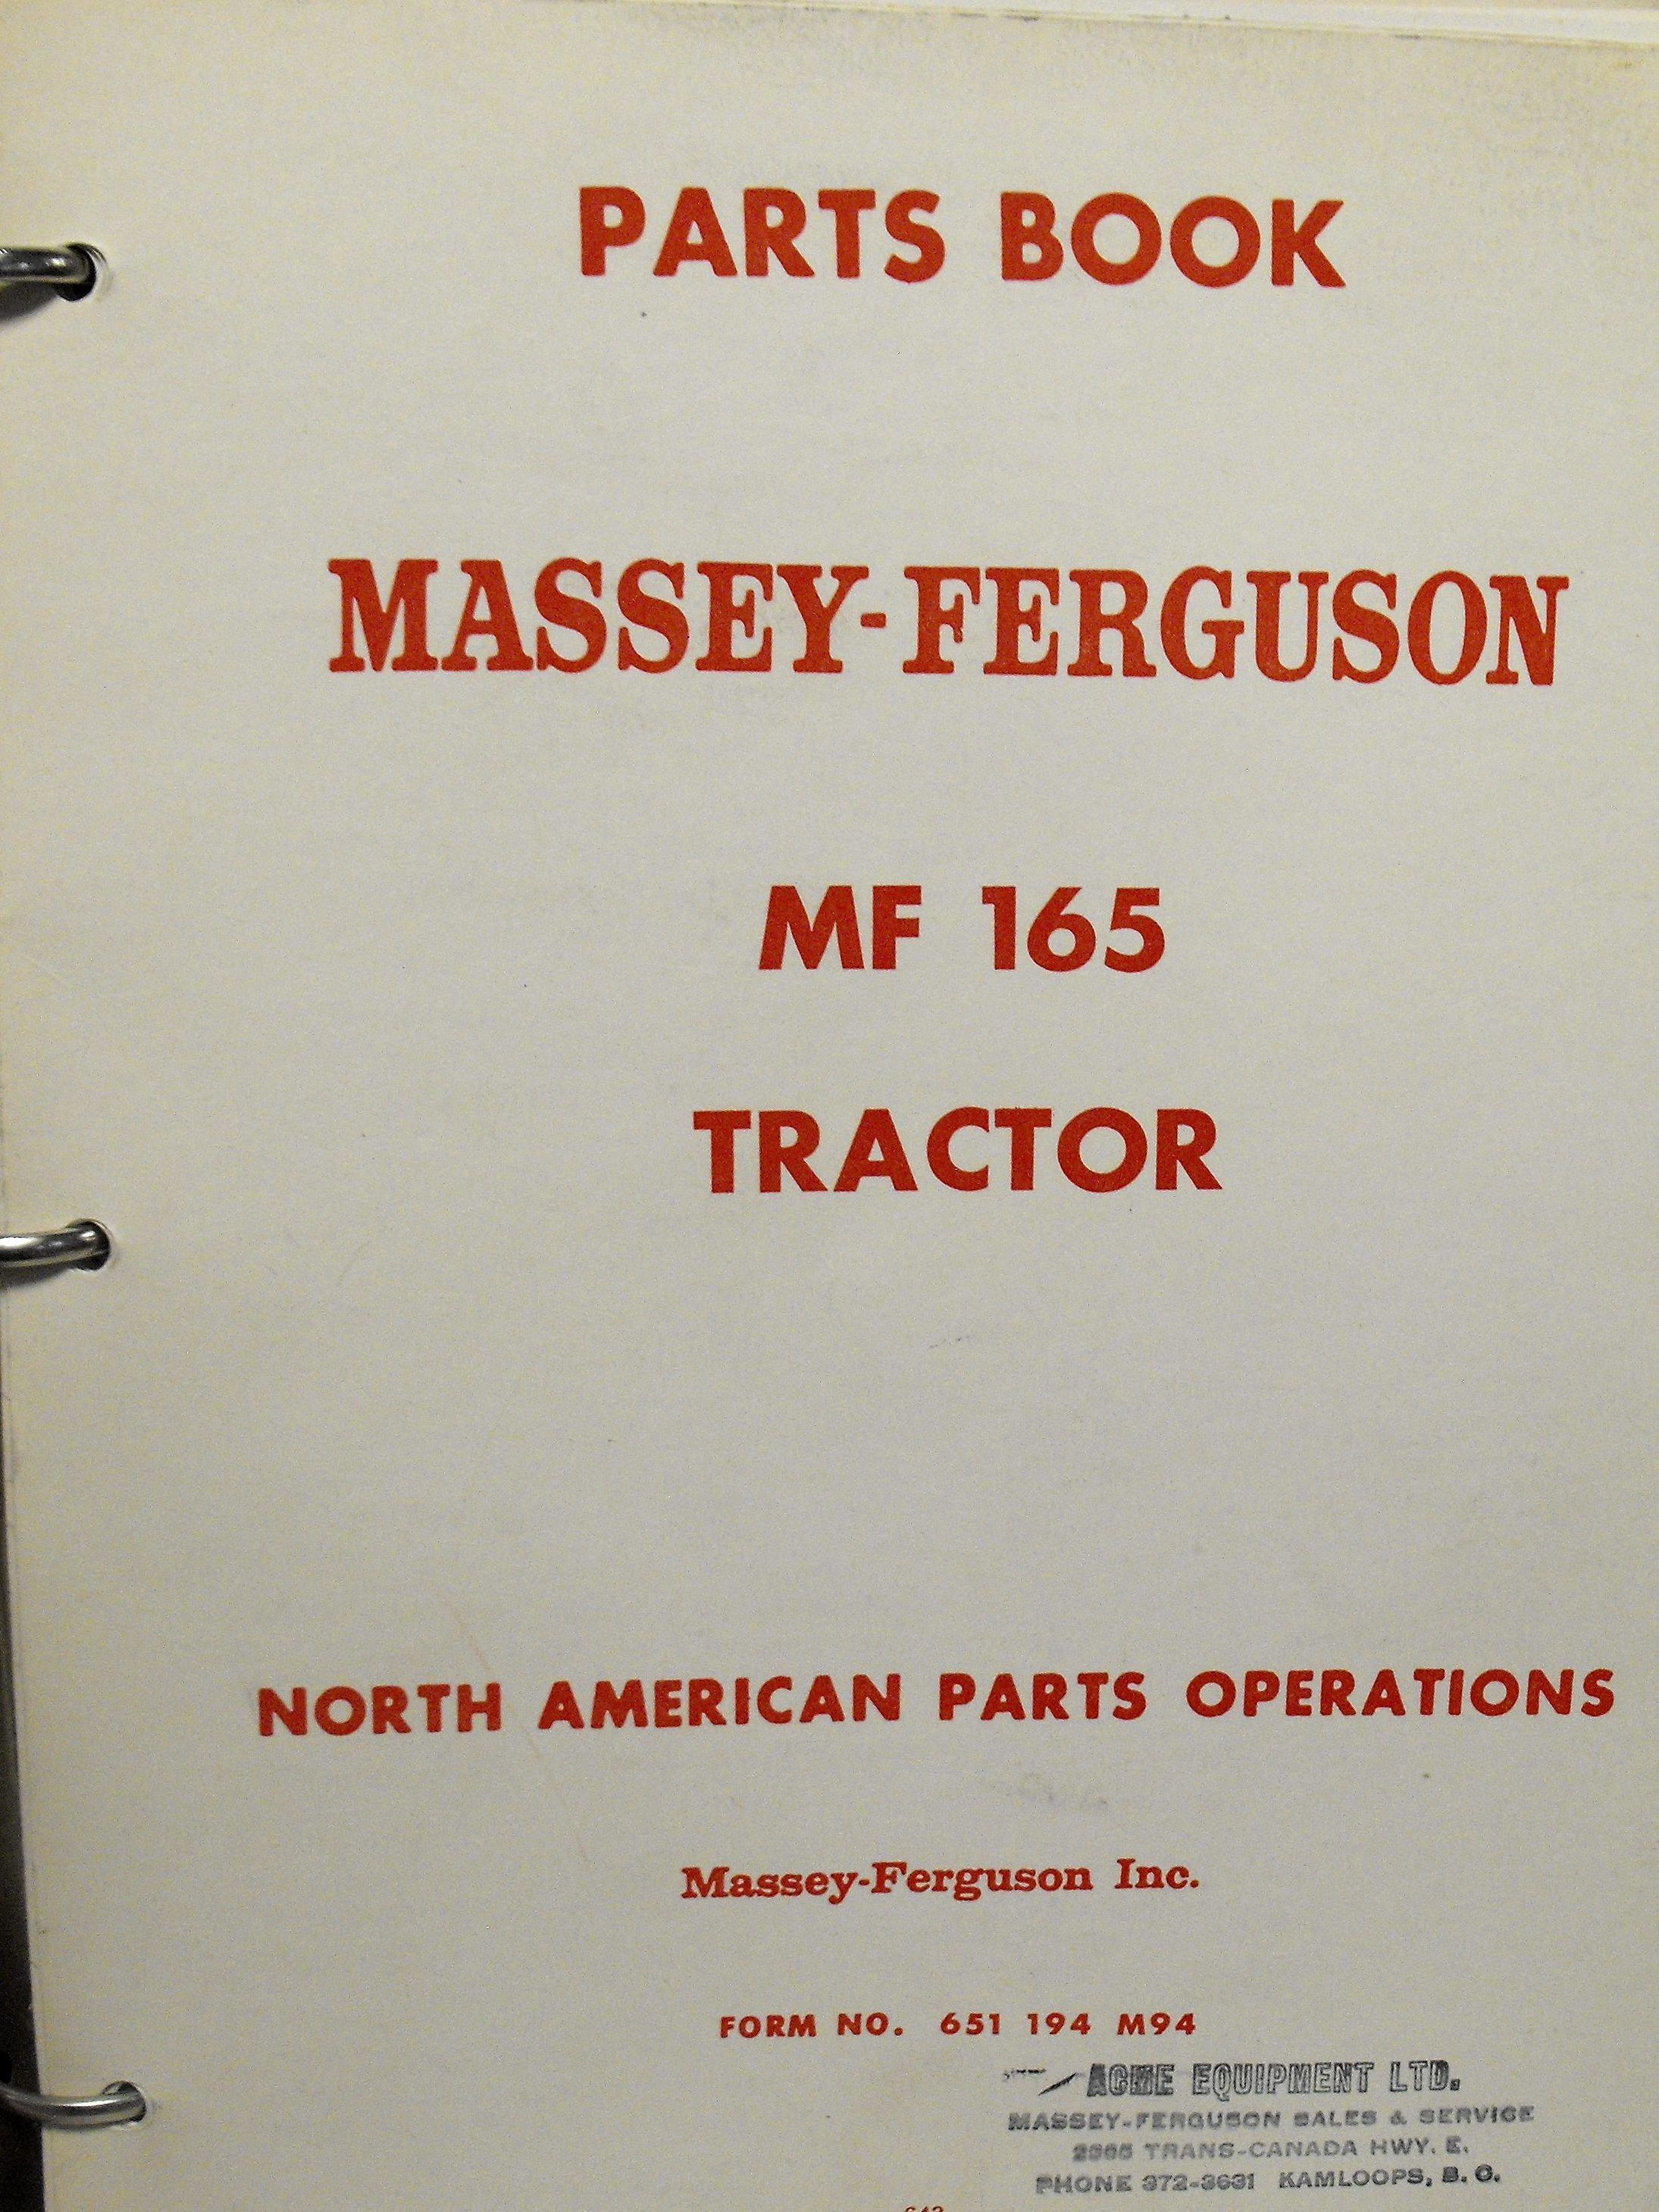 PARTS BOOK
MASSEY-FERGUSON
MF 165
TRACTOR
NORTH AMERICAN PARTS OPERATIONS
Massey-Ferguson Inc.
FORM NO. 651 194 M94
ACME EQUIPMENT LTD.
MASSEY-FERGUSON SALES & SERVICE
TRANS-CANADA HWY. E.
PHONE 372-3631 KAMLOOPS, B. C.